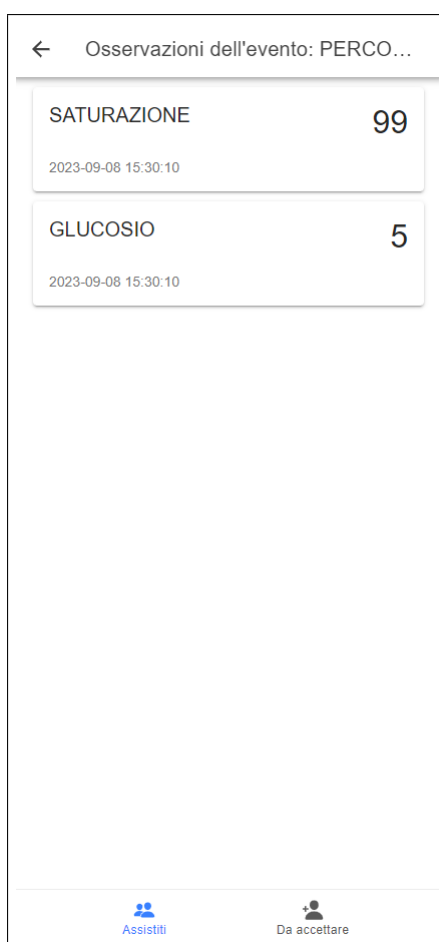 Osservazioni dell'evento: PERCO...
SATURAZIONE
99
2023-09-08 15:30:10
GLUCOSIO
5
2023-09-08 15:30:10
Assistiti
Da accettare